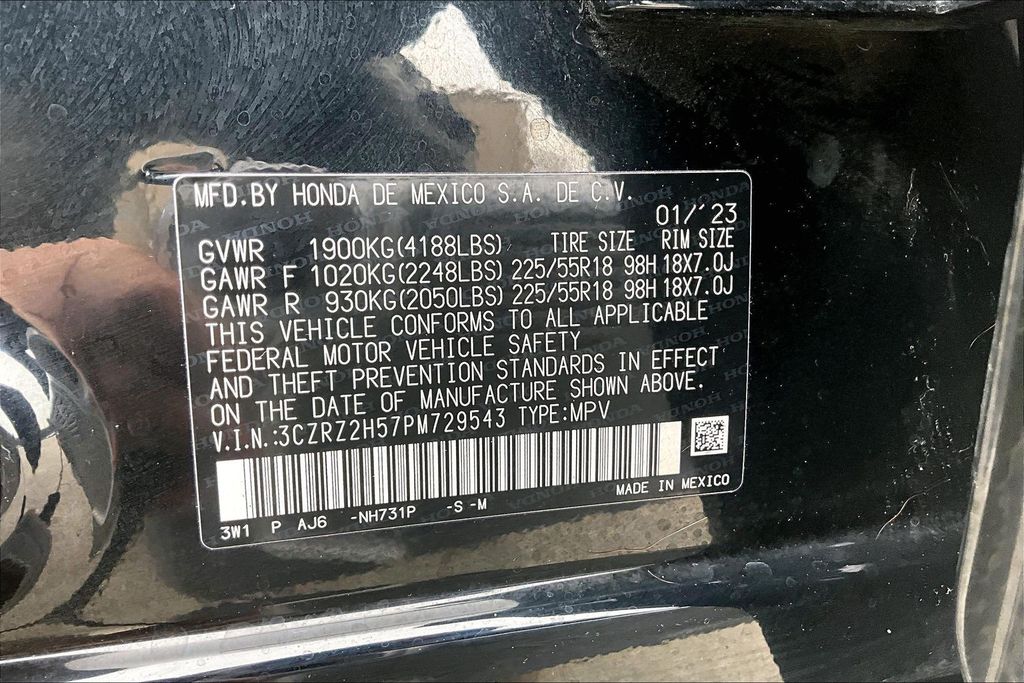 MFD.BY HONDA DE MEXICO S.A. DE C.V.
01/'23
GVWR 1900KG(4188LBS) TIRE SIZE RIM SIZE
GAWR F 1020KG(2248LBS) 225/55R18 98H 18X7.0J
GAWR R 930KG(2050LBS) 225/55R18 98H 18X7.0J
THIS VEHICLE CONFORMS TO ALL APPLICABLE
FEDERAL MOTOR VEHICLE SAFETY
AND THEFT PREVENTION STANDARDS IN EFFECT
ON THE DATE OF MANUFACTURE SHOWN ABOVE.
V.I.N.:3CZRZ2H57PM729543 TYPE:MPV
MADE IN MEXICO
3W1 P AJ6 -NH731P -S -M